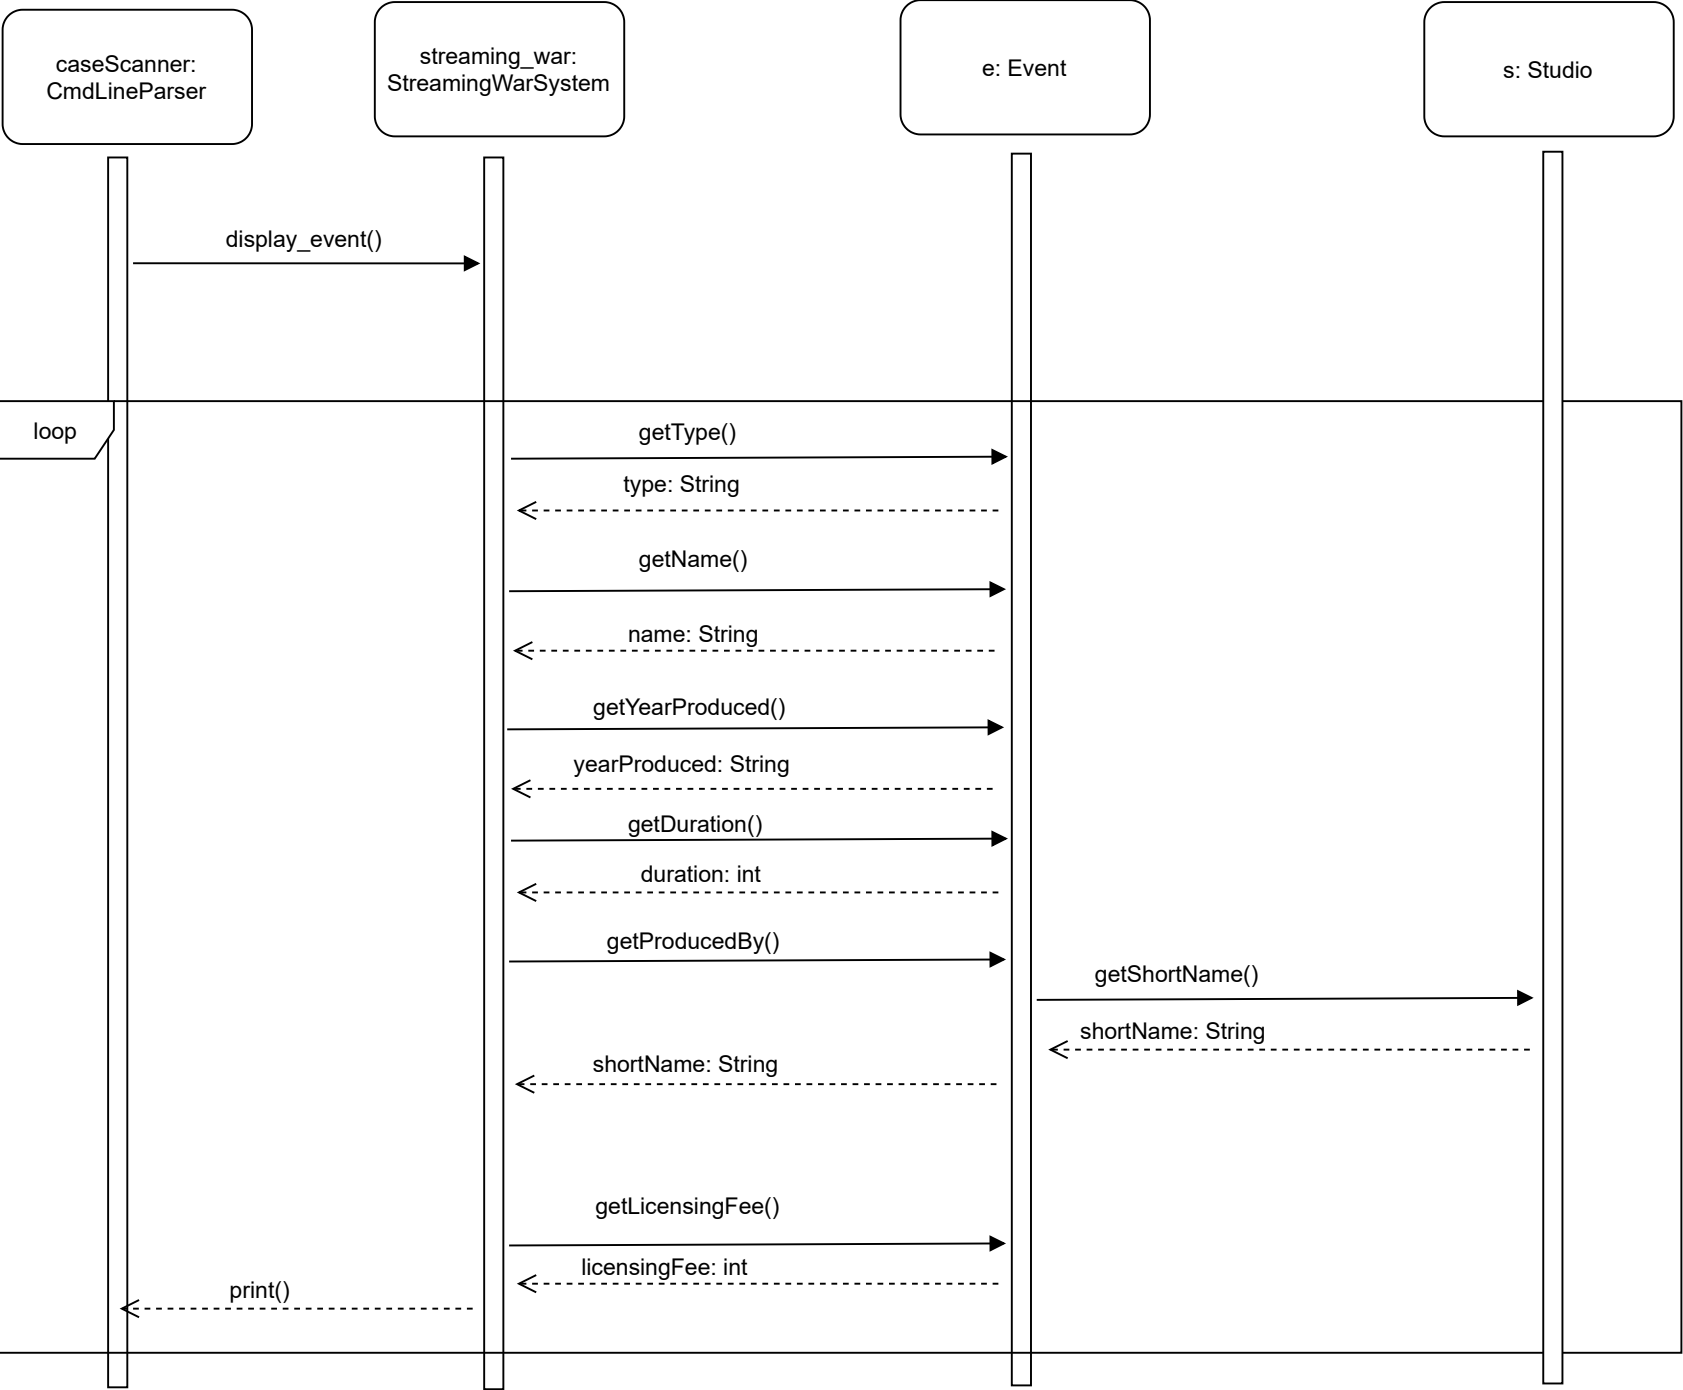 caseScanner:
CmdLineParser
streaming_war:
StreamingWarSystem
e: Event
s: Studio
display_event()
loop
getType()
type: String
getName()
name: String
getYearProduced()
yearProduced: String
getDuration()
duration: int
getProducedBy()
getShortName()
shortName: String
shortName: String
getLicensingFee()
licensingFee: int
print()